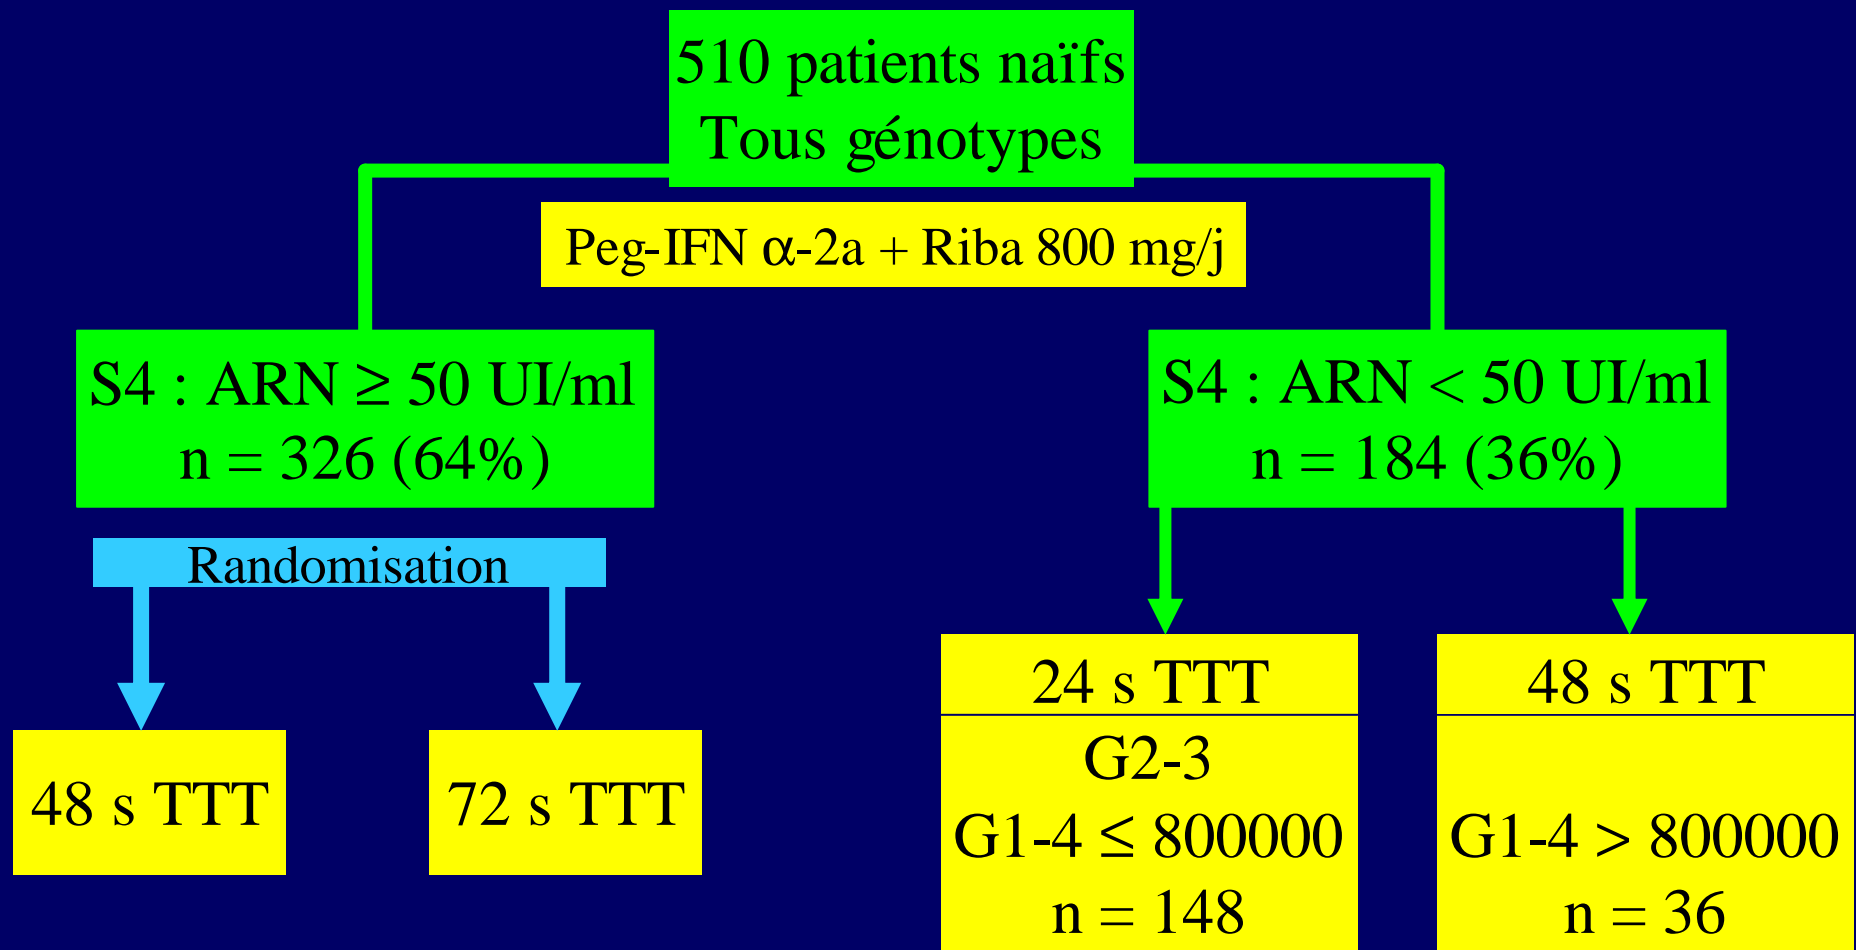 510 patients naïfs
Tous génotypes
Peg-IFN α-2a + Riba 800 mg/j
S4 : ARN ≥ 50 UI/ml
n = 326 (64%)
S4 : ARN < 50 UI/ml
n = 184 (36%)
Randomisation
48 s TTT
72 s TTT
24 s TTT
G2-3
G1-4 ≤ 800000
n = 148
48 s TTT
G1-4 > 800000
n = 36